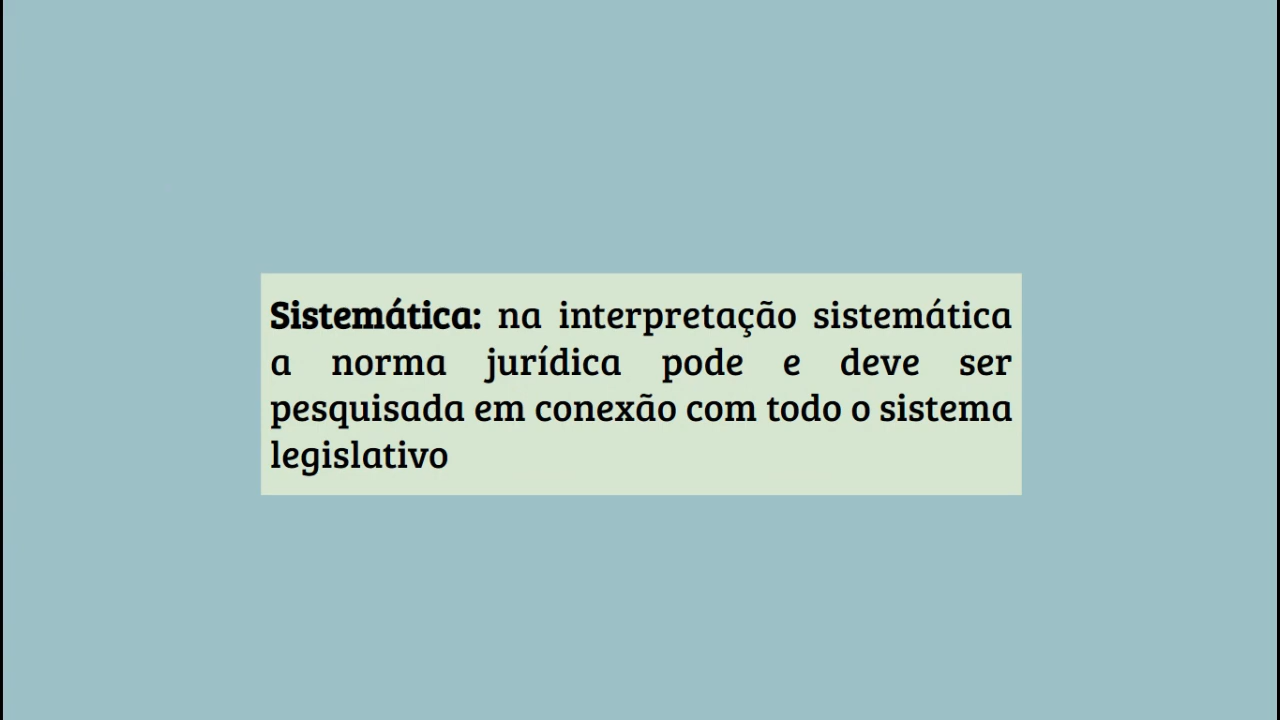 Sistemática: na interpretação sistemática
a norma jurídica pode e deve ser
pesquisada em conexão com todo o sistema
legislativo